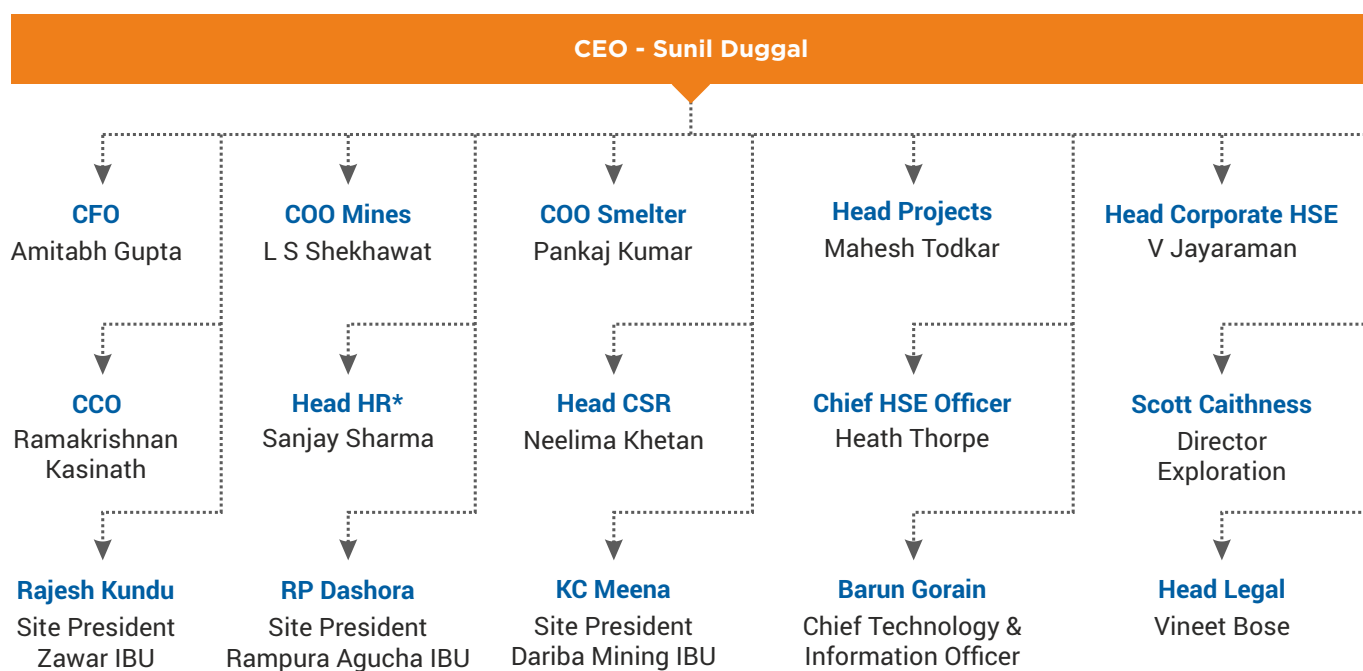 CEO - Sunil Duggal
CFO
Amitabh Gupta
COO Mines
L S Shekhawat
COO Smelter
Pankaj Kumar
Head Projects
Mahesh Todkar
Head Corporate HSE
V Jayaraman
CCO
Ramakrishnan
Kasinath
Head HR*
Sanjay Sharma
Head CSR
Neelima Khetan
Chief HSE Officer
Heath Thorpe
Scott Caithness
Director
Exploration
Rajesh Kundu
Site President
Zawar IBU
RP Dashora
Site President
Rampura Agucha IBU
KC Meena
Site President
Dariba Mining IBU
Barun Gorain
Chief Technology &
Information Officer
Head Legal
Vineet Bose